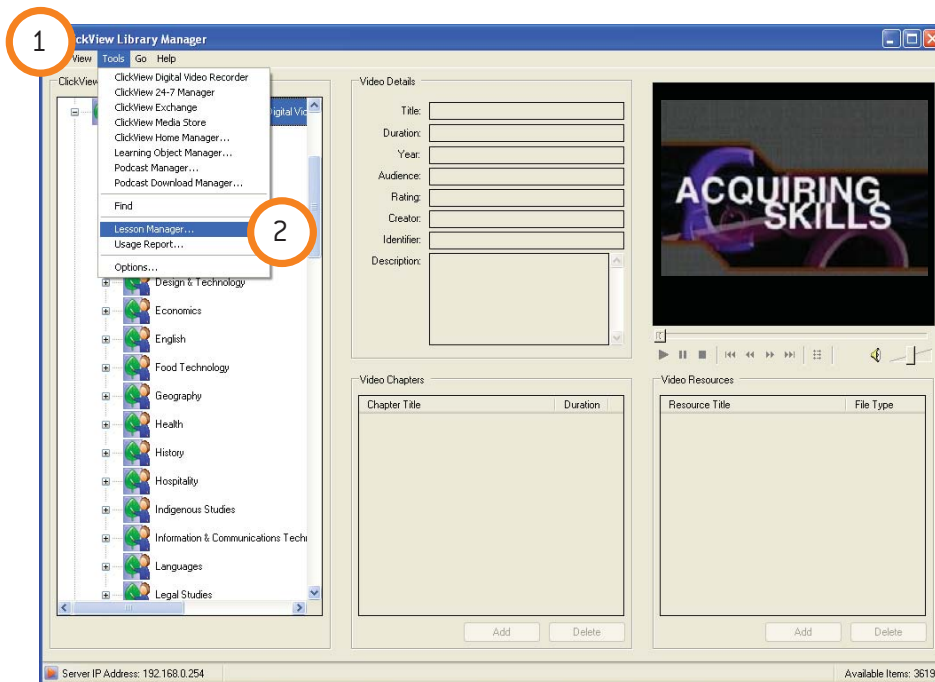 1
ckView Library Manager
View Tools Go Help
ClickView
ClickView Digital Video Recorder
ClickView 24-7 Manager
ClickView Exchange
ClickView Media Store
ClickView Home Manager...
Learning Object Manager...
Podcast Manager...
Podcast Download Manager...
Find
Lesson Manager...
2
Usage Report...
Options...
igital Vic
Design & Technology
Economics
English
Food Technology
Geography
Health
History
Hospitality
Indigenous Studies
Information & Communications Techn
Languages
Legal Studies
Video Details
Title:
Duration:
Year:
Audience:
Rating:
Creator:
Identifier:
Description:
ACQUIRING
SKILLS
Video Chapters
Chapter Title Duration
Add Delete
Video Resources
Resource Title File Type
Add Delete
Server IP Address: 192.168.0.254
Available Items: 3619